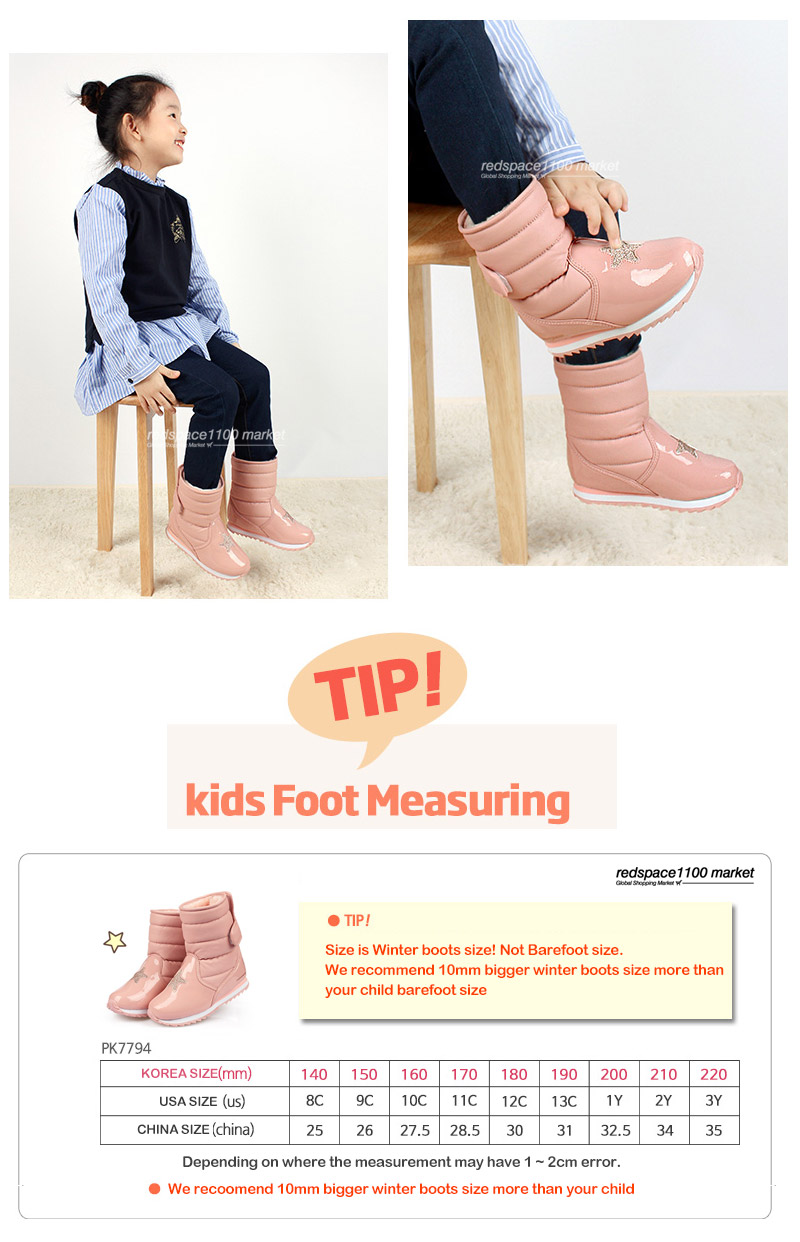 redspace1100 market
Global Shopping Market
redspace1100 market
Global Shopping Market
TIP!
kids Foot Measuring
redspace1100 market
Global Shopping Market
TIP!
Size is Winter boots size! Not Barefoot size.
We recommend 10mm bigger winter boots size more than
your child barefoot size
PK7794
KOREA SIZE(mm) 140 150 160 170 180 190 200 210 220
USA SIZE (us) 8C 9C 10C 11C 12C 13C 1Y 2Y 3Y
CHINA SIZE(china) 25 26 27.5 28.5 30 31 32.5 34 35
Depending on where the measurement may have 1 ~ 2cm error.
We recoomend 10mm bigger winter boots size more than your child